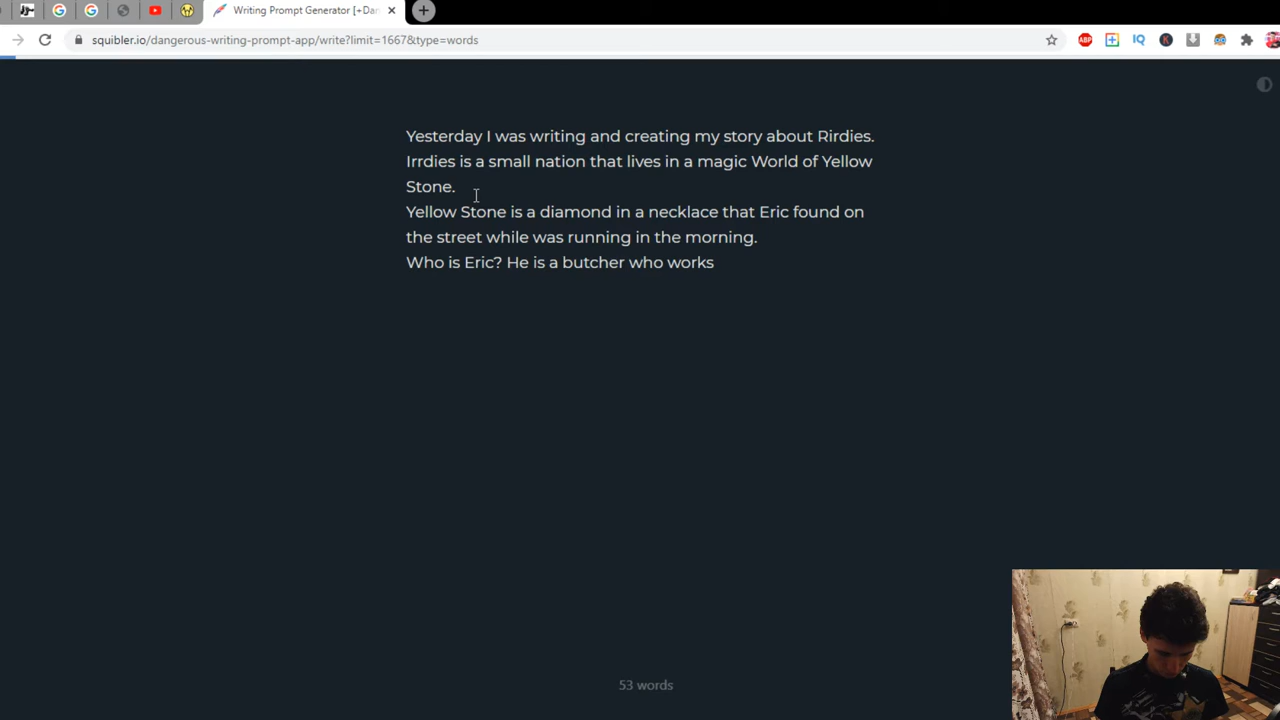 Writing Prompt Generator [+Dan
squibler.io/dangerous-writing-prompt-app/write?limit=1667&type=words
ABP
IQ
K
Yesterday I was writing and creating my story about Rirdies.
Irrdies is a small nation that lives in a magic World of Yellow
Stone.
Yellow Stone is a diamond in a necklace that Eric found on
the street while was running in the morning.
Who is Eric? He is a butcher who works
53 words